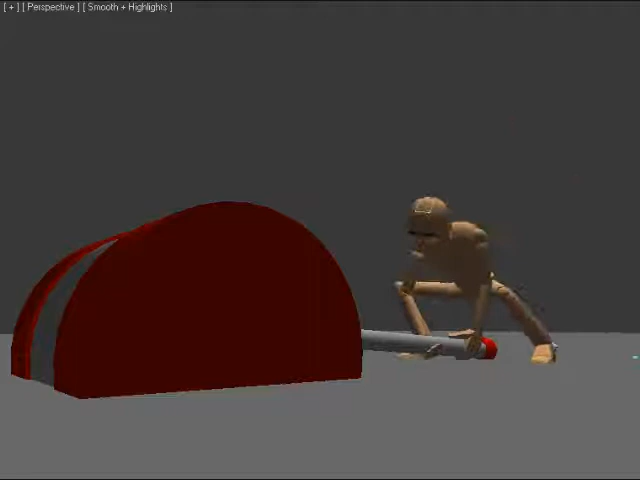 [ + ] [ Perspective ] [ Smooth + Highlights ]